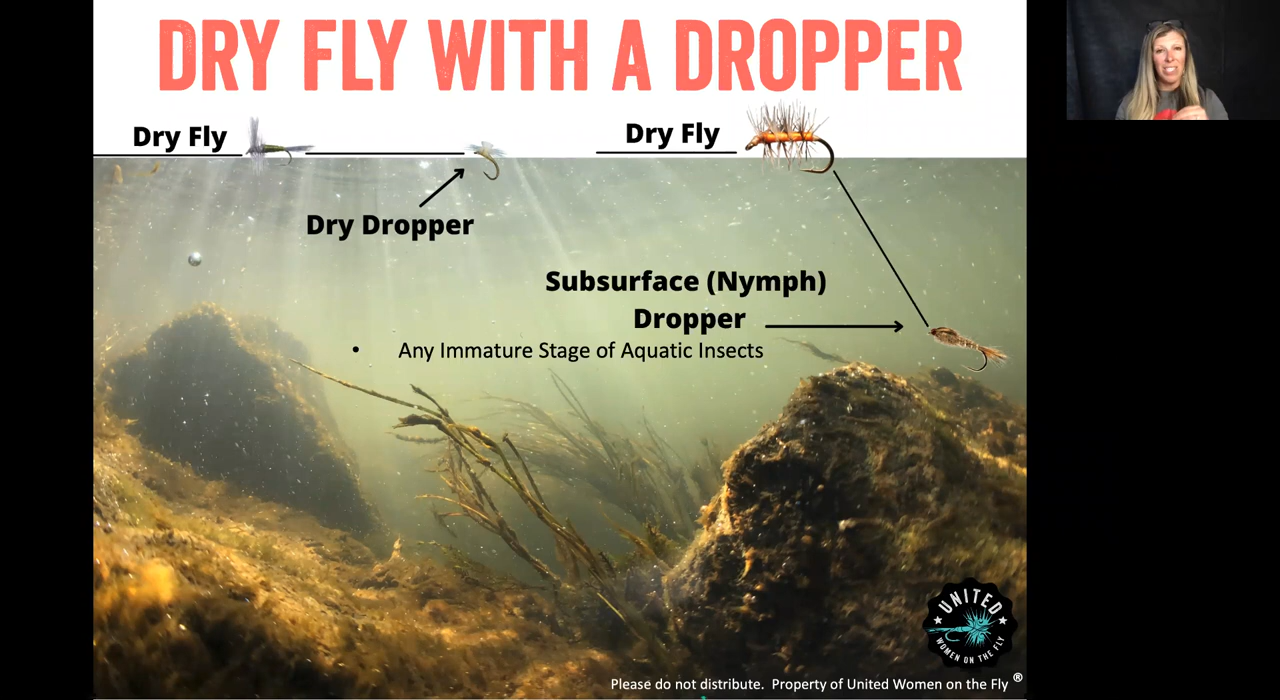 DRY FLY WITH A DROPPER
Dry Fly
Dry Fly
Dry Dropper
Subsurface (Nymph)
Dropper
• Any Immature Stage of Aquatic Insects
UNITED
WOMEN ON THE FLY
Please do not distribute. Property of United Women on the Fly ®